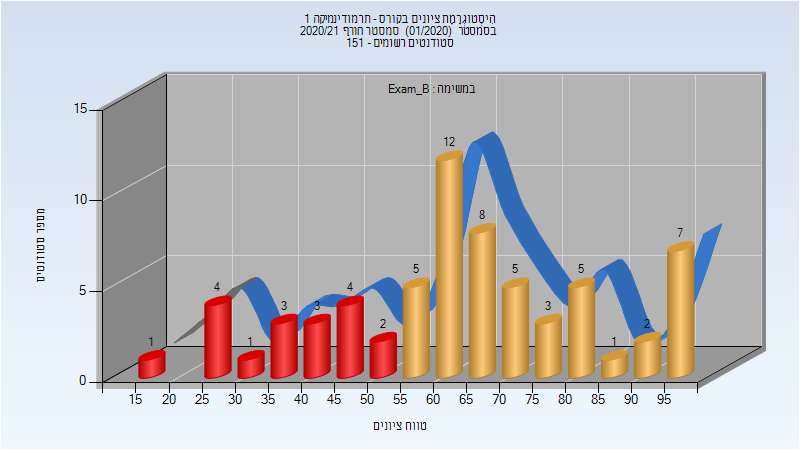 היסטוגרמת ציונים בקורס - תרמודינמיקה 1
בסמסטר (01/2020) סמסטר חורף 2020/21
סטודנטים רשומים - 151
במשימה : Exam_B
מספר סטודנטים
15
10
5
0
1
4
1
3
3
4
2
5
12
8
5
3
5
1
2
7
15 20 25 30 35 40 45 50 55 60 65 70 75 80 85 90 95
טווח ציונים